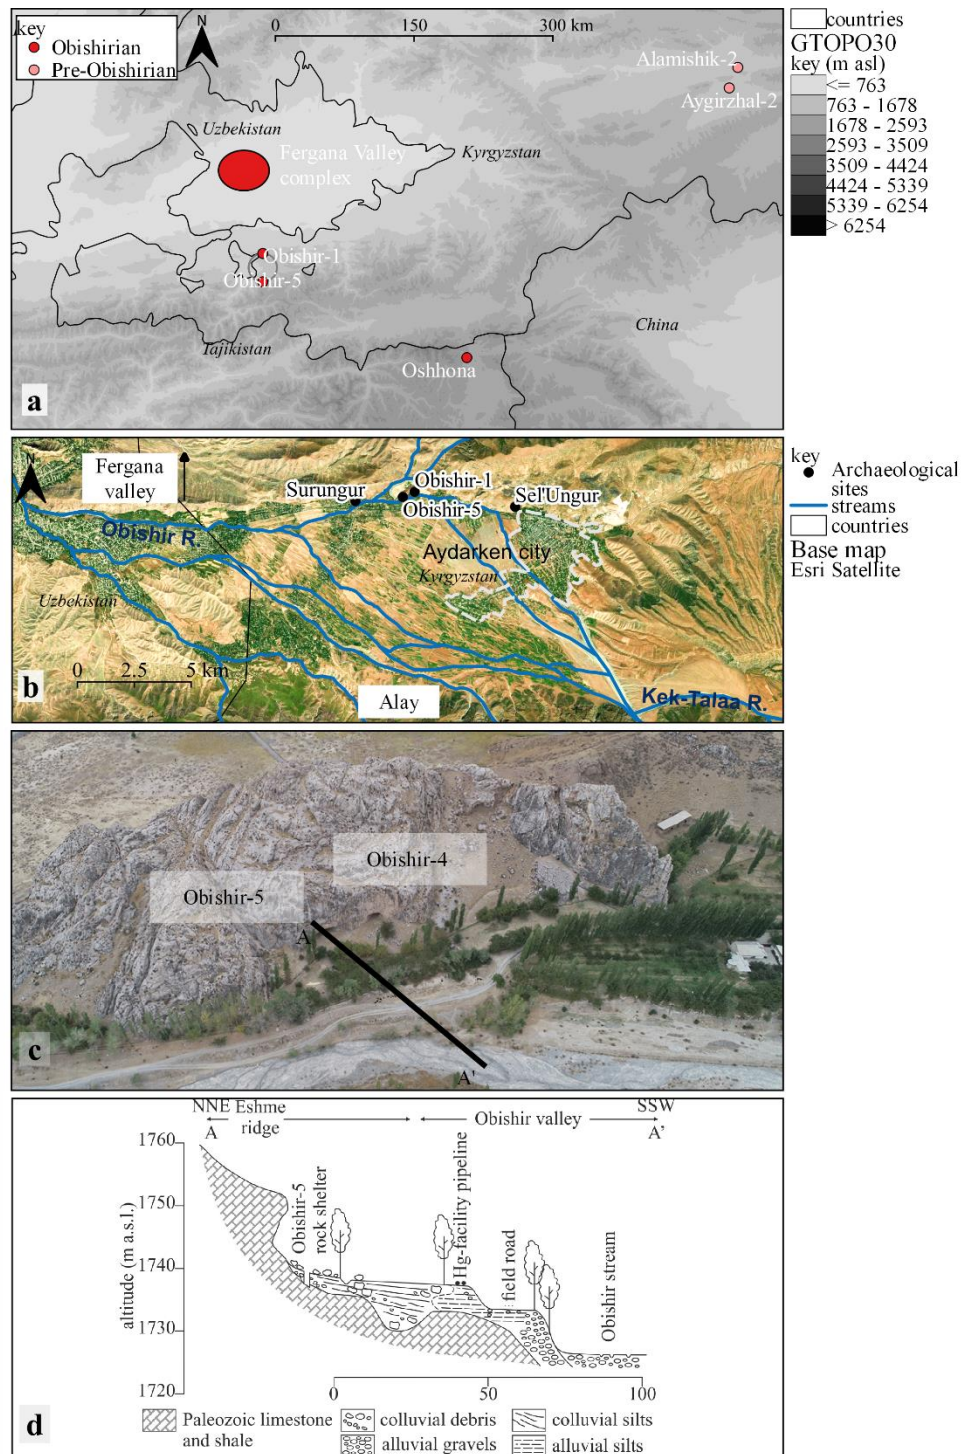 key
Obishirian
Pre-Obishirian
N
0 150 300 km
Alamishik-2
Aygirzhal-2
Uzbekistan
Kyrgyzstan
Fergana Valley
complex
Obishir-1
Obishir-5
China
Tajikistan
Oshhona
a
countries
GTOPO30
key (m asl)
<= 763
763 - 1678
1678 - 2593
2593 - 3509
3509 - 4424
4424 - 5339
5339 - 6254
> 6254
N
Fergana
valley
Surungur
Obishir-1
Obishir-5
Sel'Ungur
Obishir R.
Aydarken city
Kyrgyzstan
Uzbekistan
0 2.5 5 km
Alay
Kek-Talaa R.
b
key
Archaeological
sites
streams
countries
Base map
Esri Satellite
Obishir-4
Obishir-5
A
A'
c
NNE Eshme
ridge
A
Obishir valley
SSW
A'
altitude (m a.s.l.)
1760
1750
1740
1730
1720
Obishir-5
rock shelter
Hg-facility pipeline
field road
Obishir stream
0 50 100
Paleozoic limestone
and shale
colluvial debris
alluvial gravels
colluvial silts
alluvial silts
d